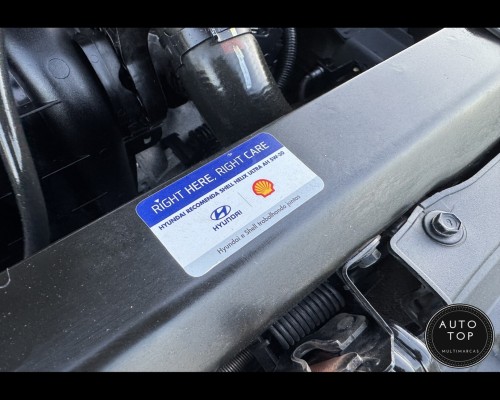 RIGHT HERE, RIGHT CARE
HYUNDAI RECOMENDA SHELL HELIX ULTRA AH 5W-30
HYUNDAI
Hyundai e Shell trabalhando juntos
AUTO
TOP
MULTIMARCAS